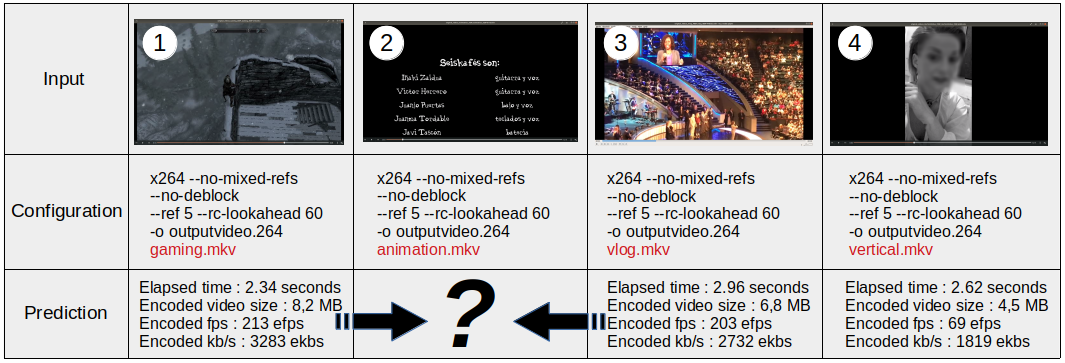 Input
1
2
Seiskafés son:
Iñaki Zaldua guitarra y voz
Víctor Herrero guitarra y voz
Juanjo Puertas bajo y voz
Juanma Tordable teclados y voz
Javi Tascón batería
3
4
Configuration
x264 --no-mixed-refs
--no-deblock
--ref 5 --rc-lookahead 60
-o outputvideo.264
gaming.mkv
x264 --no-mixed-refs
--no-deblock
--ref 5 --rc-lookahead 60
-o outputvideo.264
animation.mkv
x264 --no-mixed-refs
--no-deblock
--ref 5 --rc-lookahead 60
-o outputvideo.264
vlog.mkv
x264 --no-mixed-refs
--no-deblock
--ref 5 --rc-lookahead 60
-o outputvideo.264
vertical.mkv
Prediction
Elapsed time : 2.34 seconds
Encoded video size : 8,2 MB
Encoded fps : 213 efps
Encoded kb/s : 3283 ekbs
?
Elapsed time : 2.96 seconds
Encoded video size : 6,8 MB
Encoded fps : 203 efps
Encoded kb/s : 2732 ekbs
Elapsed time : 2.62 seconds
Encoded video size : 4,5 MB
Encoded fps : 69 efps
Encoded kb/s : 1819 ekbs